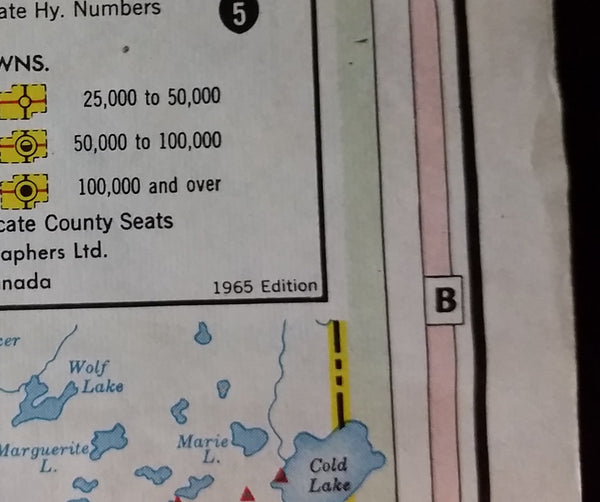 ate Hy. Numbers 5
WNS.
25,000 to 50,000
50,000 to 100,000
100,000 and over
cate County Seats
aphers Ltd.
nada
1965 Edition
B
cer
Wolf
Lake
Marguerite
L.
Marie
L.
Cold
Lake